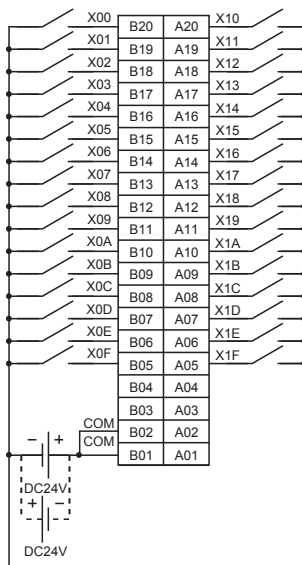 X00 B20 A20 X10
X01 B19 A19 X11
X02 B18 A18 X12
X03 B17 A17 X13
X04 B16 A16 X14
X05 B15 A15 X15
X06 B14 A14 X16
X07 B13 A13 X17
X08 B12 A12 X18
X09 B11 A11 X19
X0A B10 A10 X1A
X0B B09 A09 X1B
X0C B08 A08 X1C
X0D B07 A07 X1D
X0E B06 A06 X1E
X0F B05 A05 X1F
B04 A04
B03 A03
COM B02 A02
COM B01 A01
− +
DC24V
+ −
DC24V